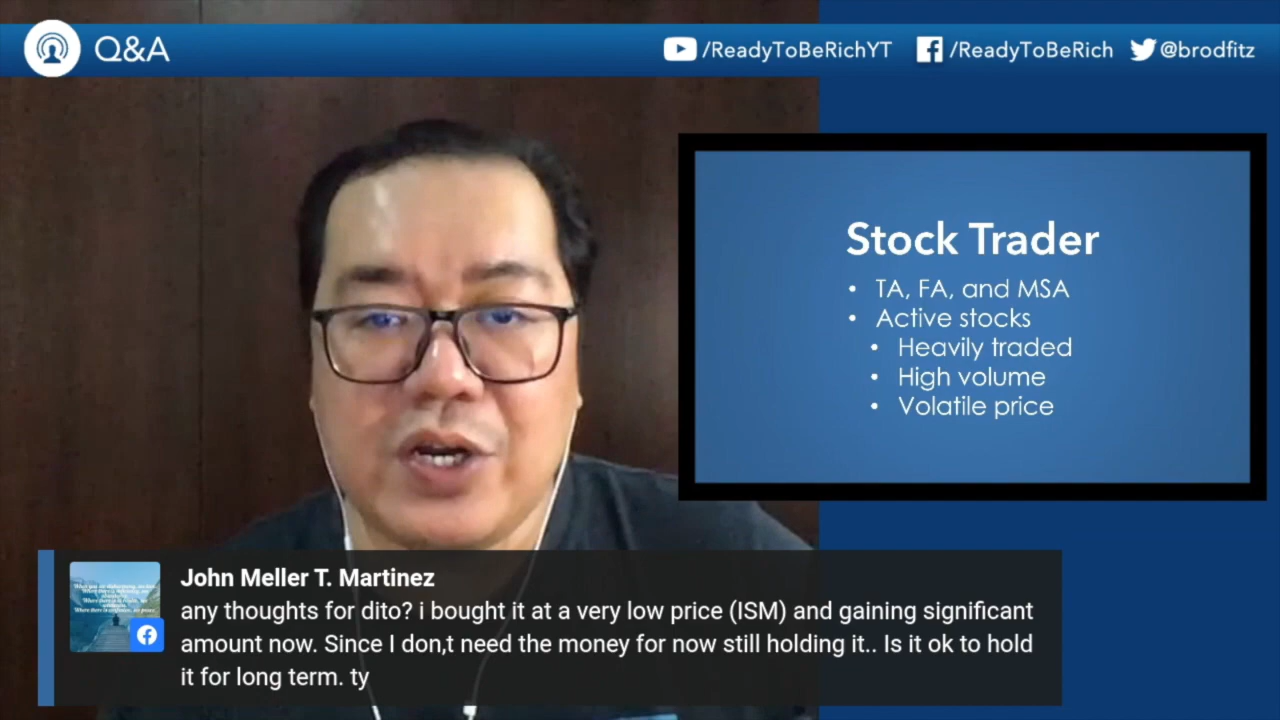 Q&A
/ReadyToBeRichYT
/ReadyToBeRich
@brodfitz
Stock Trader
• TA, FA, and MSA
• Active stocks
• Heavily traded
• High volume
• Volatile price
John Meller T. Martinez
any thoughts for dito? i bought it at a very low price (ISM) and gaining significant
amount now. Since I don,t need the money for now still holding it.. Is it ok to hold
it for long term. ty